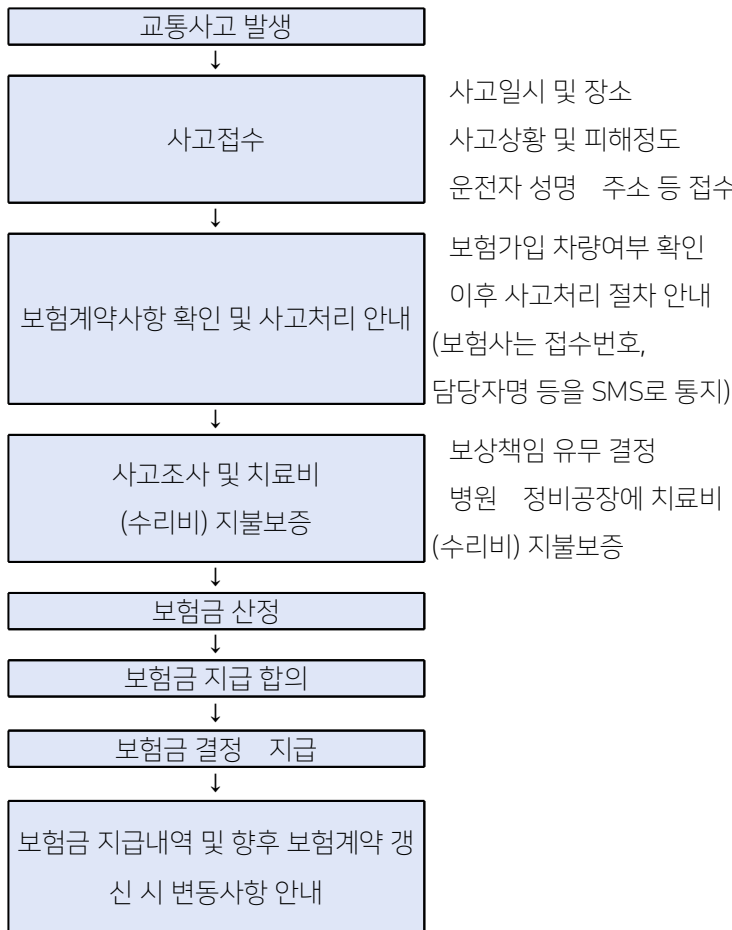 교통사고 발생
↓
사고접수
사고일시 및 장소
사고상황 및 피해정도
운전자 성명 주소 등 접수
↓
보험계약사항 확인 및 사고처리 안내
보험가입 차량여부 확인
이후 사고처리 절차 안내
(보험사는 접수번호,
담당자명 등을 SMS로 통지)
↓
사고조사 및 치료비
(수리비) 지불보증
보상책임 유무 결정
병원 정비공장에 치료비
(수리비) 지불보증
↓
보험금 산정
↓
보험금 지급 합의
↓
보험금 결정 지급
↓
보험금 지급내역 및 향후 보험계약 갱
신 시 변동사항 안내